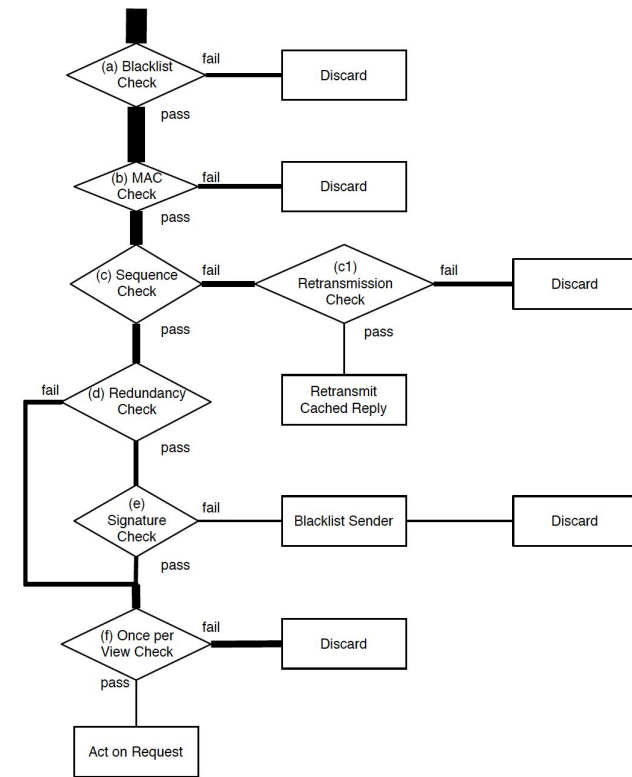 fail
(a) Blacklist
Check
Discard
pass
fail
(b) MAC
Check
Discard
pass
(c) Sequence
Check
fail
(c1)
Retransmission
Check
fail
Discard
pass
pass
fail
(d) Redundancy
Check
Retransmit
Cached Reply
pass
(e)
Signature
Check
fail
Blacklist Sender
Discard
pass
fail
(f) Once per
View Check
Discard
pass
Act on Request